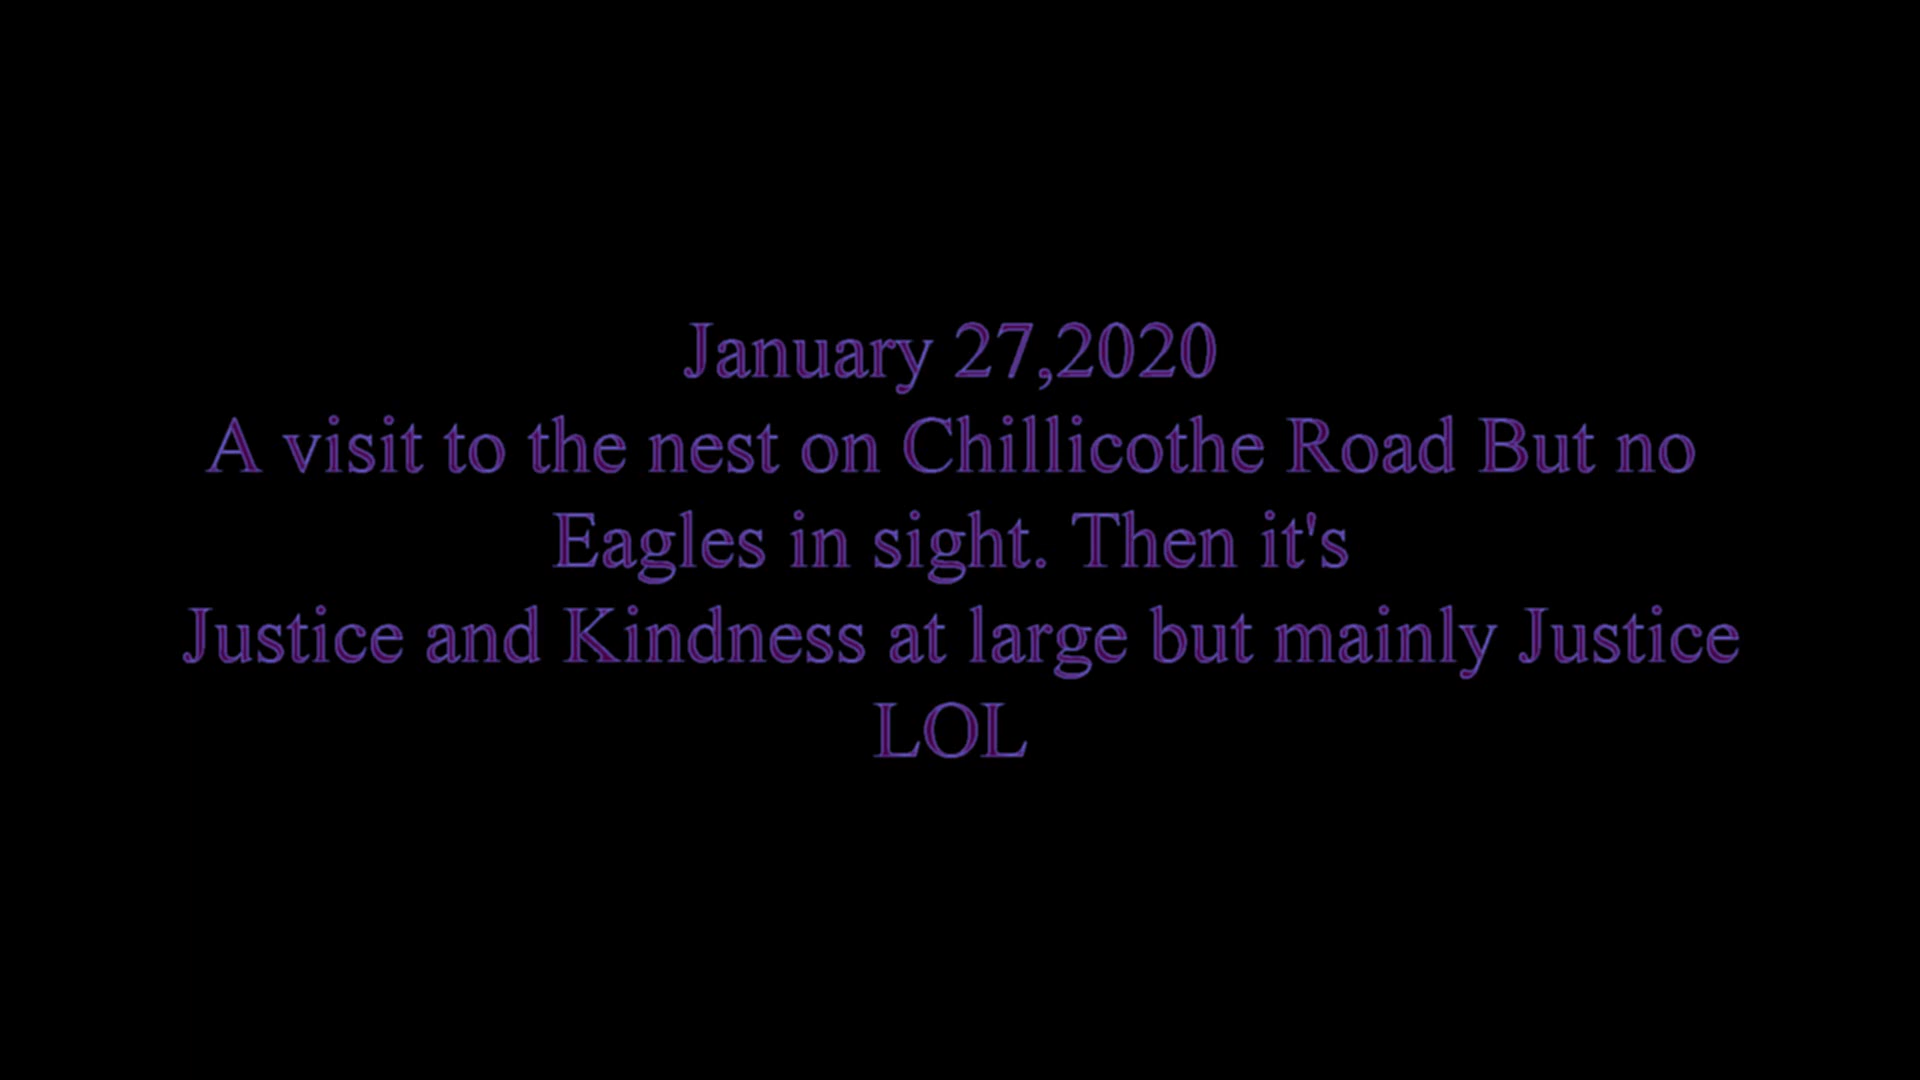 January 27,2020
A visit to the nest on Chillicothe Road But no
Eagles in sight. Then it's
Justice and Kindness at large but mainly Justice
LOL